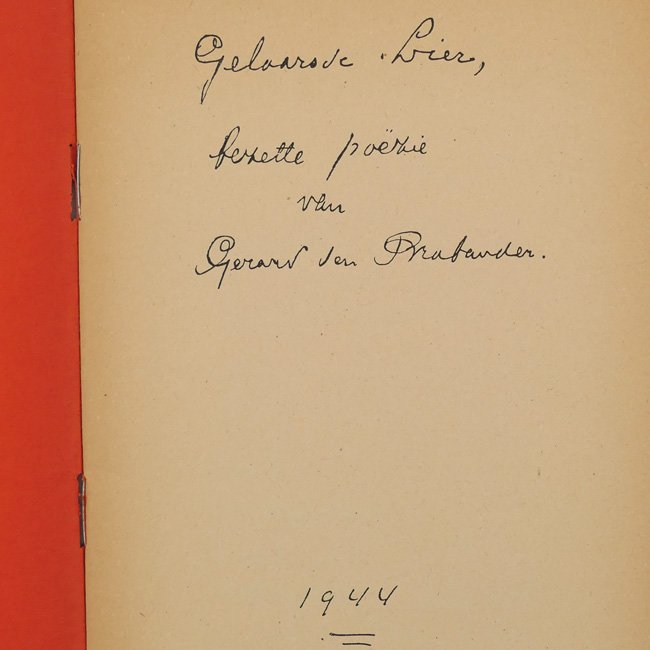 Gelaarsde Lier,
bezette poëzie
van
Gerard den Brabander.
1944